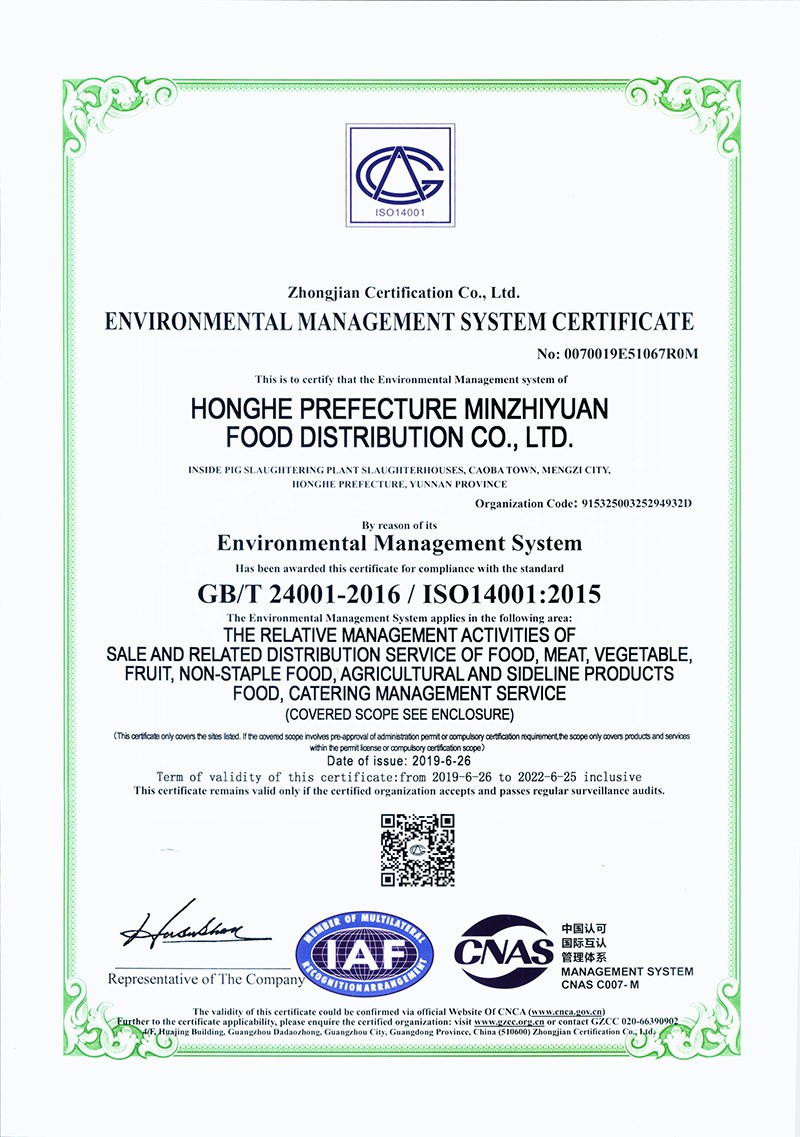 ISO14001
Zhongjian Certification Co., Ltd.
ENVIRONMENTAL MANAGEMENT SYSTEM CERTIFICATE
No: 0070019E51067R0M
This is to certify that the Environmental Management system of
HONGHE PREFECTURE MINZHIYUAN
FOOD DISTRIBUTION CO., LTD.
INSIDE PIG SLAUGHTERING PLANT SLAUGHTERHOUSES, CAOBA TOWN, MENGZI CITY,
HONGHE PREFECTURE, YUNNAN PROVINCE
Organization Code: 91532500325294932D
By reason of its
Environmental Management System
Has been awarded this certificate for compliance with the standard
GB/T 24001-2016 / ISO14001:2015
The Environmental Management System applies in the following area:
THE RELATIVE MANAGEMENT ACTIVITIES OF
SALE AND RELATED DISTRIBUTION SERVICE OF FOOD, MEAT, VEGETABLE,
FRUIT, NON-STAPLE FOOD, AGRICULTURAL AND SIDELINE PRODUCTS
FOOD, CATERING MANAGEMENT SERVICE
(COVERED SCOPE SEE ENCLOSURE)
(This certificate only covers the sites listed. If the covered scope involves pre-approval of administration permit or compulsory certification requirement,the scope only covers products and services
within the permit license or compulsory certification scope)
Date of issue: 2019-6-26
Term of validity of this certificate:from 2019-6-26 to 2022-6-25 inclusive
This certificate remains valid only if the certified organization accepts and passes regular surveillance audits.
Representative of The Company
MEMBER OF MULTILATERAL
IAF
RECOGNITION ARRANGEMENT
CNAS
中国认可
国际互认
管理体系
MANAGEMENT SYSTEM
CNAS C007-M
The validity of this certificate could be confirmed via official Website Of CNCA (www.cnca.gov.cn)
Further to the certificate applicability, please enquire the certified organization: visit www.gzcc.org.cn or contact GZCC 020-66390902
4/F, Huajing Building, Guangzhou Dadaozhong, Guangzhou City, Guangdong Province, China (510600) Zhongjian Certification Co., Ltd.